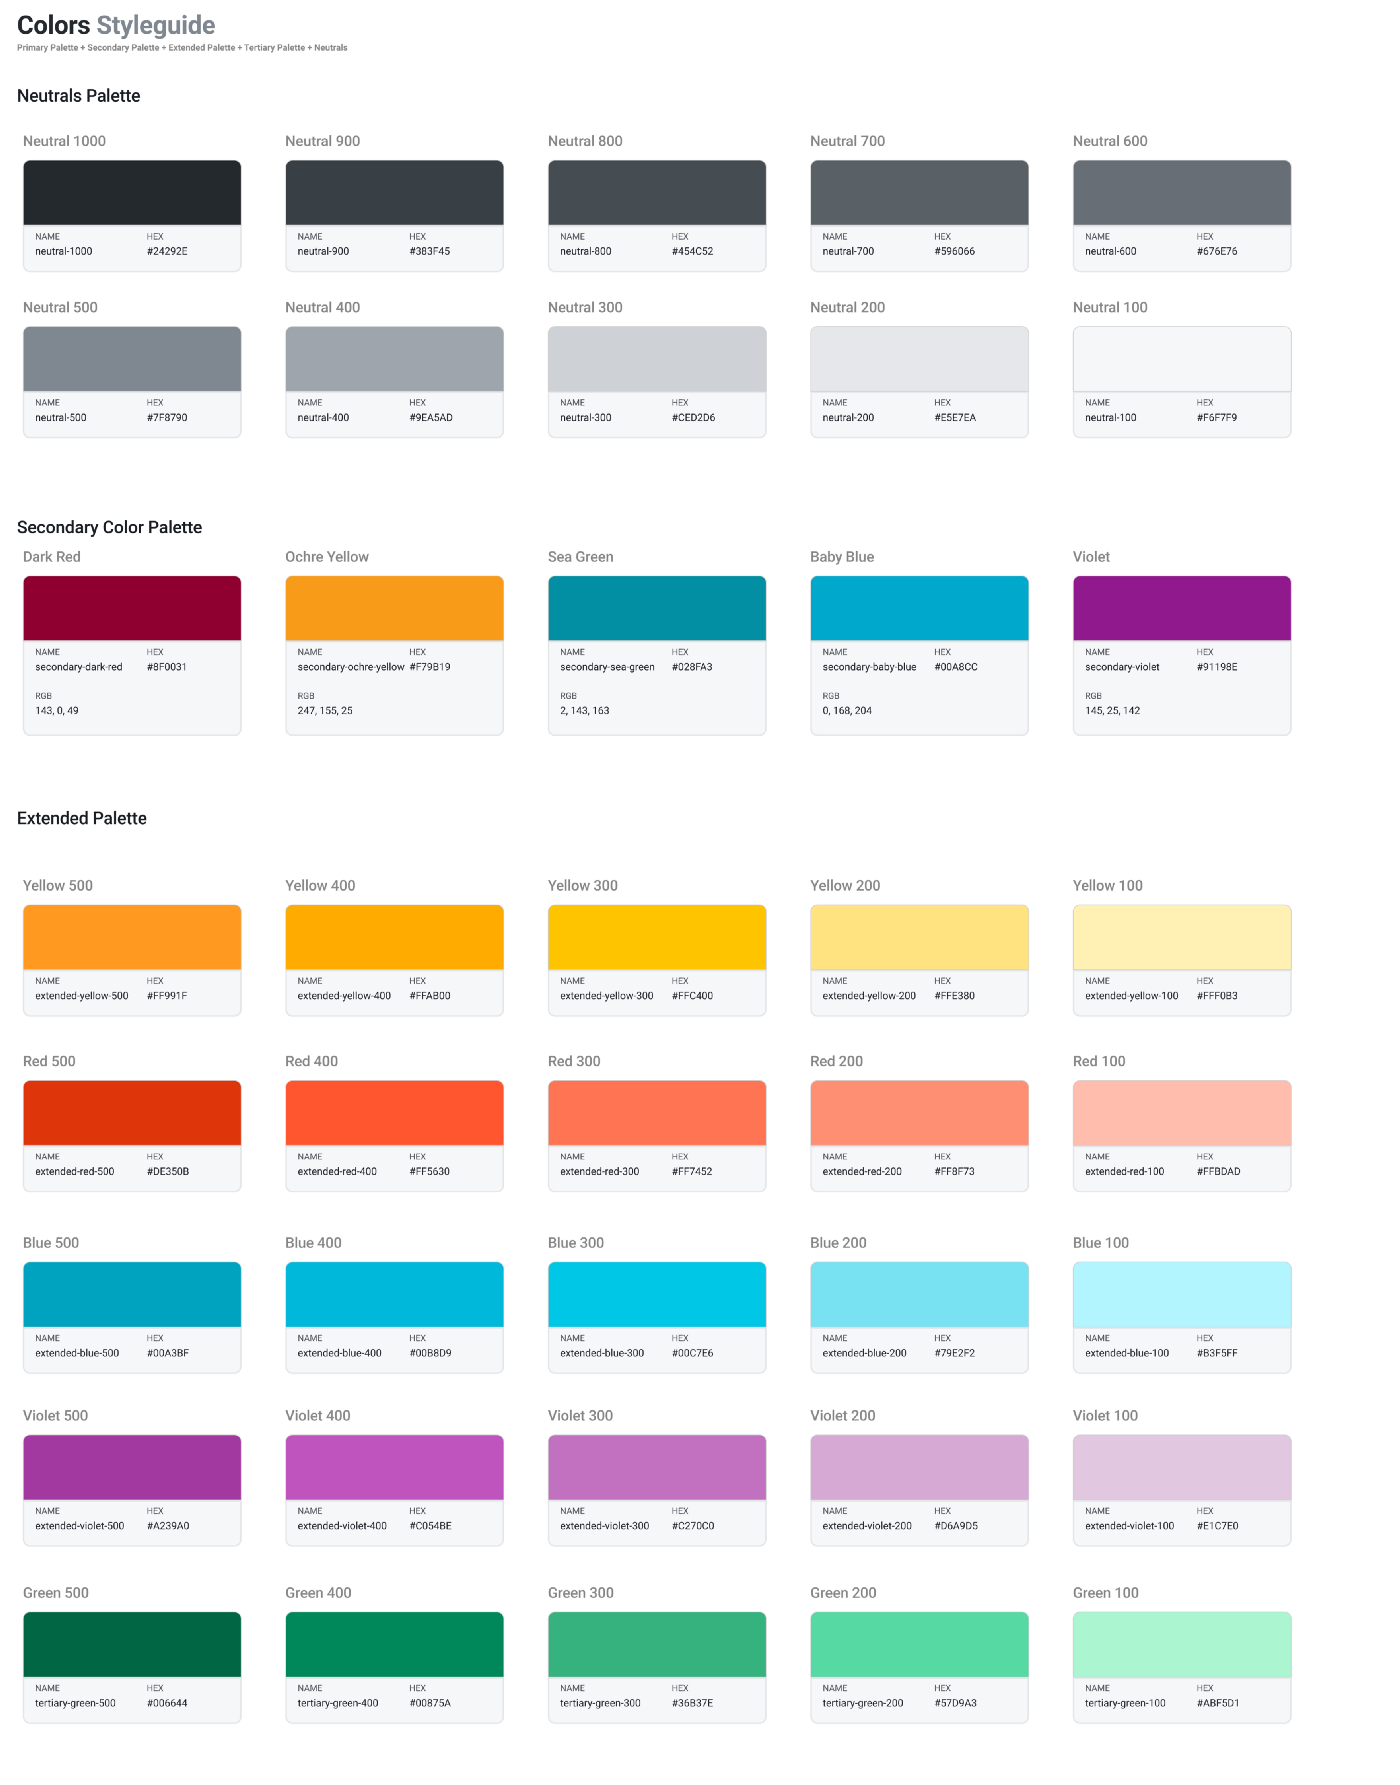 Colors Styleguide
Primary Palette + Secondary Palette + Extended Palette + Tertiary Palette + Neutrals
Neutrals Palette
Neutral 1000 Neutral 900 Neutral 800 Neutral 700 Neutral 600
NAME HEX NAME HEX NAME HEX NAME HEX NAME HEX
neutral-1000 #24292E neutral-900 #383F45 neutral-800 #454C52 neutral-700 #596066 neutral-600 #676E76
Neutral 500 Neutral 400 Neutral 300 Neutral 200 Neutral 100
NAME HEX NAME HEX NAME HEX NAME HEX NAME HEX
neutral-500 #7F8790 neutral-400 #9EA5AD neutral-300 #CED2D6 neutral-200 #E5E7EA neutral-100 #F6F7F9
Secondary Color Palette
Dark Red Ochre Yellow Sea Green Baby Blue Violet
NAME HEX NAME HEX NAME HEX NAME HEX NAME HEX
secondary-dark-red #8F0031 secondary-ochre-yellow #F79B19 secondary-sea-green #028FA3 secondary-baby-blue #00A8CC secondary-violet #91198E
RGB RGB RGB RGB RGB
143, 0, 49 247, 155, 25 2, 143, 163 0, 168, 204 145, 25, 142
Extended Palette
Yellow 500 Yellow 400 Yellow 300 Yellow 200 Yellow 100
NAME HEX NAME HEX NAME HEX NAME HEX NAME HEX
extended-yellow-500 #FF991F extended-yellow-400 #FFAB00 extended-yellow-300 #FFC400 extended-yellow-200 #FFE380 extended-yellow-100 #FFF0B3
Red 500 Red 400 Red 300 Red 200 Red 100
NAME HEX NAME HEX NAME HEX NAME HEX NAME HEX
extended-red-500 #DE350B extended-red-400 #FF5630 extended-red-300 #FF7452 extended-red-200 #FF8F73 extended-red-100 #FFBDAD
Blue 500 Blue 400 Blue 300 Blue 200 Blue 100
NAME HEX NAME HEX NAME HEX NAME HEX NAME HEX
extended-blue-500 #00A3BF extended-blue-400 #00B8D9 extended-blue-300 #00C7E6 extended-blue-200 #79E2F2 extended-blue-100 #B3F5FF
Violet 500 Violet 400 Violet 300 Violet 200 Violet 100
NAME HEX NAME HEX NAME HEX NAME HEX NAME HEX
extended-violet-500 #A239A0 extended-violet-400 #C054BE extended-violet-300 #C270C0 extended-violet-200 #D6A9D5 extended-violet-100 #E1C7E0
Green 500 Green 400 Green 300 Green 200 Green 100
NAME HEX NAME HEX NAME HEX NAME HEX NAME HEX
tertiary-green-500 #006644 tertiary-green-400 #00875A tertiary-green-300 #36B37E tertiary-green-200 #57D9A3 tertiary-green-100 #ABF5D1